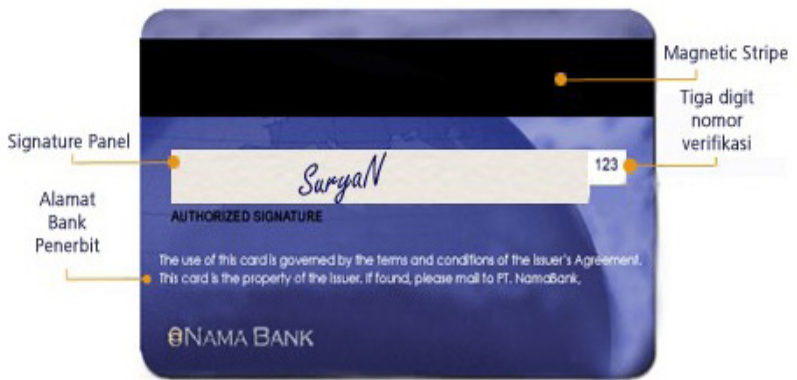 Magnetic Stripe
Tiga digit
nomor
verifikasi
Signature Panel
SuryaN
123
AUTHORIZED SIGNATURE
Alamat
Bank
Penerbit
The use of this card is governed by the terms and conditions of the Issuer's Agreement.
This card is the property of the issuer. If found, please mail to PT. NamaBank,
NAMA BANK